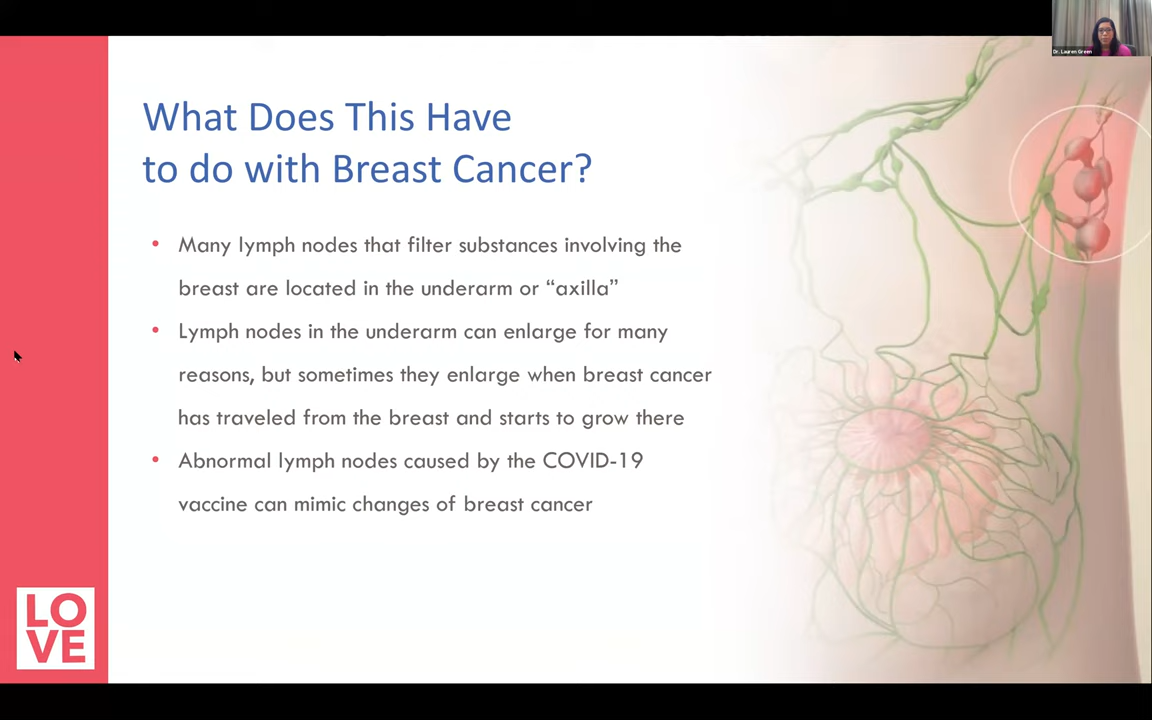 Dr. Lauren Green
What Does This Have
to do with Breast Cancer?
• Many lymph nodes that filter substances involving the
breast are located in the underarm or “axilla”
• Lymph nodes in the underarm can enlarge for many
reasons, but sometimes they enlarge when breast cancer
has traveled from the breast and starts to grow there
• Abnormal lymph nodes caused by the COVID-19
vaccine can mimic changes of breast cancer
LO
VE